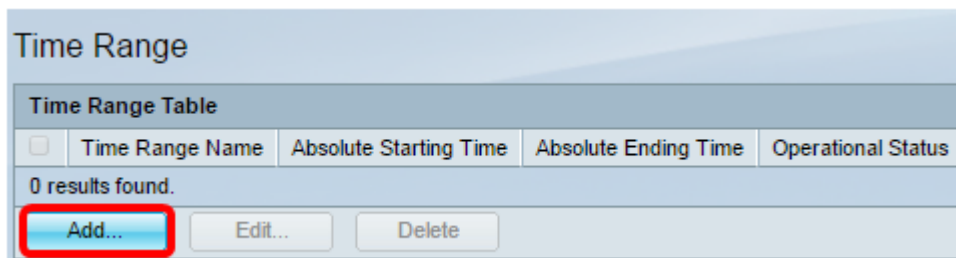 Time Range
Time Range Table
Time Range Name Absolute Starting Time Absolute Ending Time Operational Status
0 results found.
Add... Edit... Delete